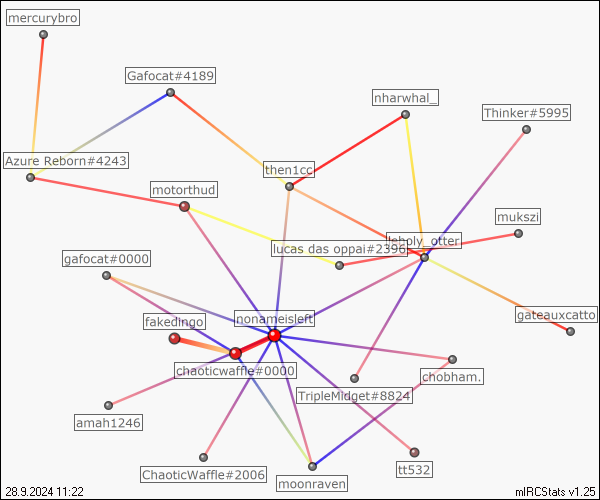 mercurybro
Gafocat#4189
nharwhal_
Thinker#5995
Azure Reborn#4243
then1cc
motorthud
mukszi
leholy_otter
lucas das oppai#2396
gafocat#0000
nonameisleft
gateauxcatto
fakedingo
chaoticwaffle#0000
chobham.
TripleMidget#8824
amah1246
ChaoticWaffle#2006
tt532
moonraven
28.9.2024 11:22
mIRCStats v1.25